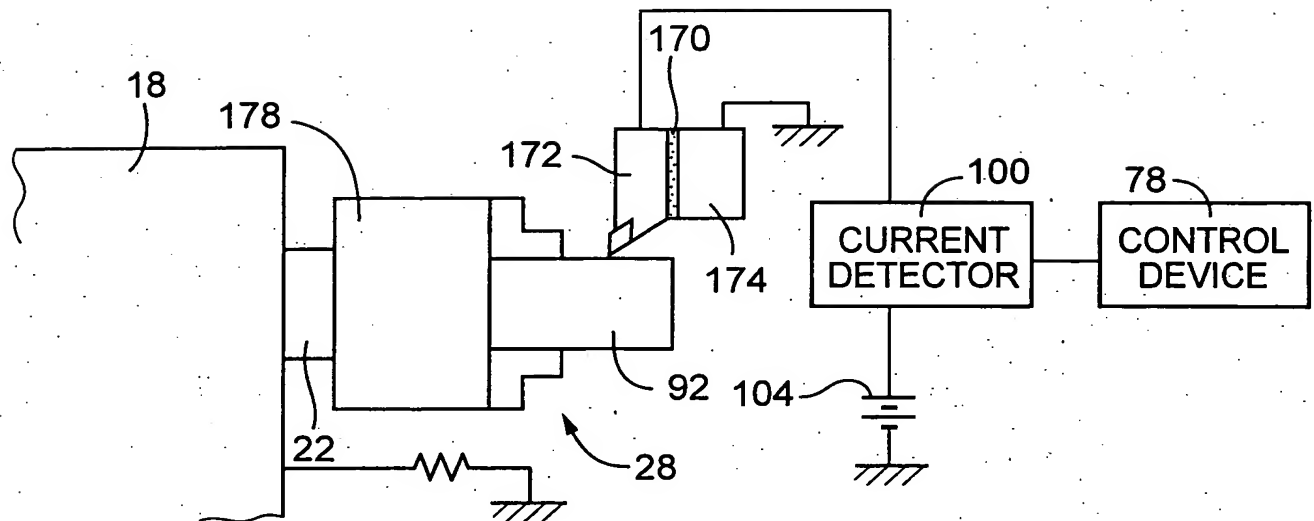 170
18
178
172
100
78
CURRENT
DETECTOR
CONTROL
DEVICE
174
92
104
22
28